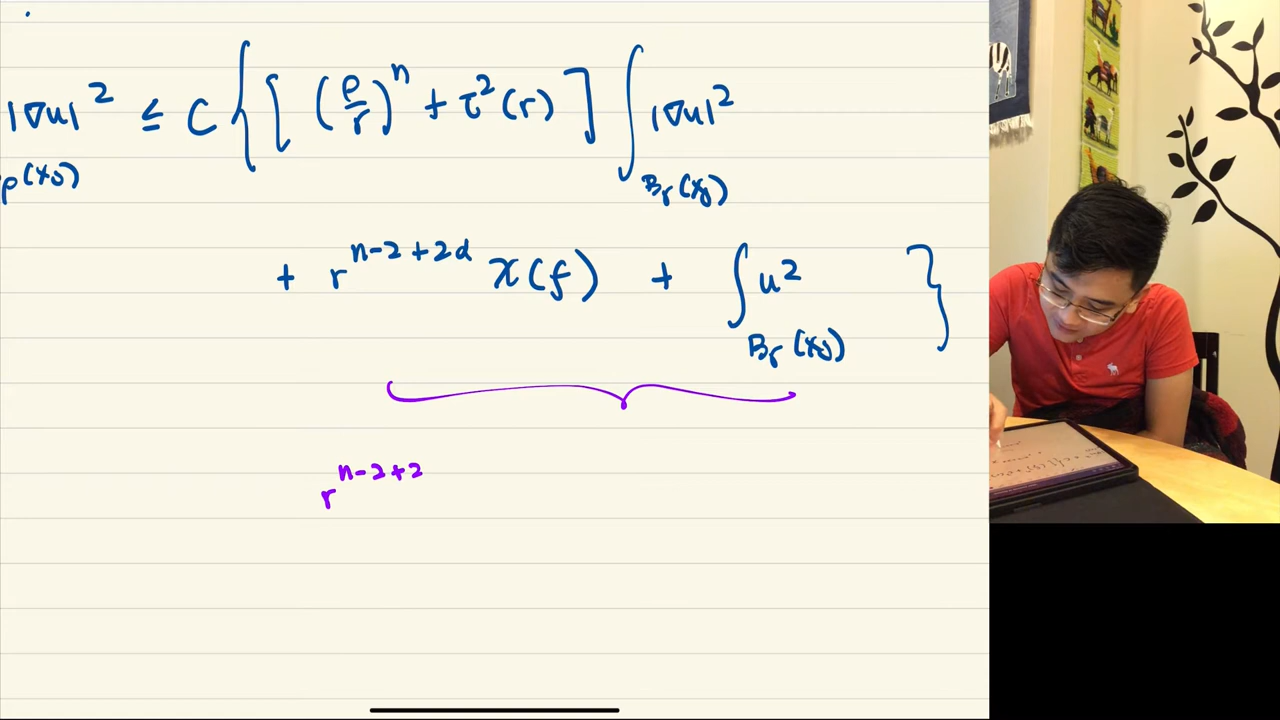 |∇u|² ≤ C { [ (ρ/r)ⁿ + τ²(r) ] ∫ |∇u|²
ρ(x₀) B_r(x₀)
+ r^{n-2+2α} χ(f) + ∫ u² }
B_r(x₀)
r^{n-2+2}